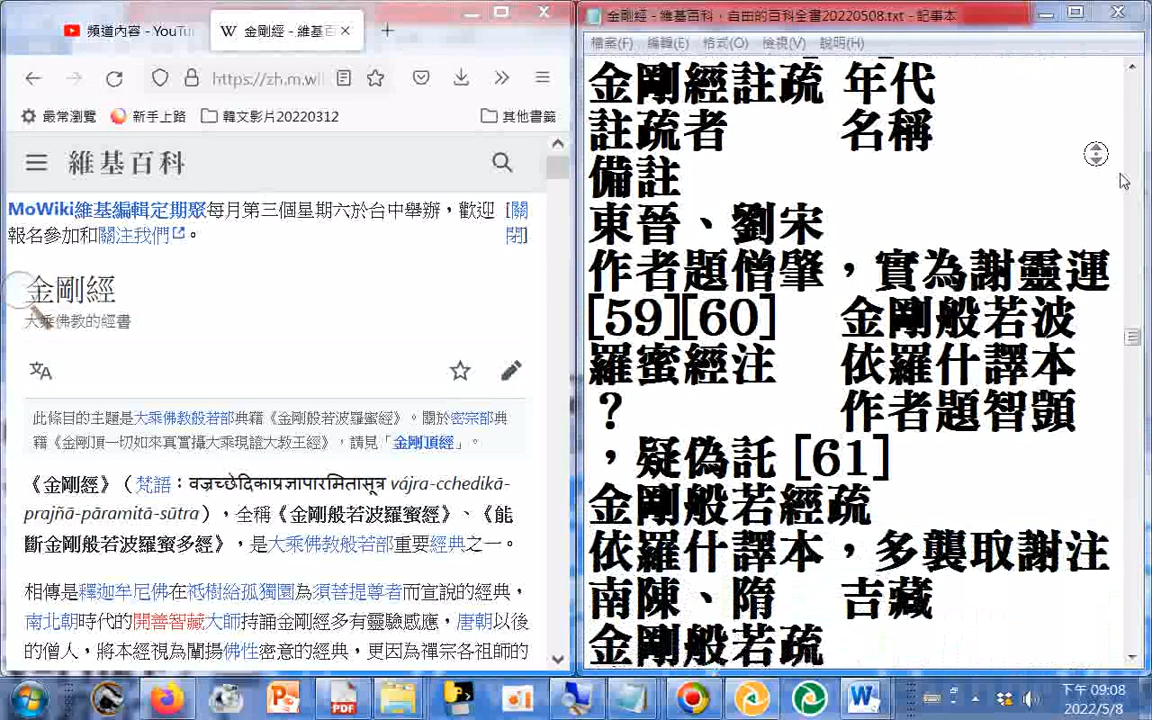 頻道內容 - YouTu
金剛經 - 維基百
https://zh.m.wil
最常瀏覽
新手上路
韓文影片20220312
其他書籤
維基百科
MoWiki維基編輯定期聚每月第三個星期六於台中舉辦，歡迎
報名參加和關注我們。
[關
閉]
金剛經
大乘佛教的經書
此條目的主題是大乘佛教般若部典籍《金剛般若波羅蜜經》。關於密宗部典
籍《金剛頂一切如來真實攝大乘現證大教王經》，請見「金剛頂經」。
《金剛經》（梵語：वज्रच्छेदिकाप्रज्ञापारमितासूत्र vájra-cchedikā-
prajñā-pāramitā-sūtra），全稱《金剛般若波羅蜜經》、《能
斷金剛般若波羅蜜多經》，是大乘佛教般若部重要經典之一。
相傳是釋迦牟尼佛在祇樹給孤獨園為須菩提尊者而宣說的經典，
南北朝時代的開善智藏大師持誦金剛經多有靈驗感應，唐朝以後
的僧人，將本經視為闡揚佛性密意的經典，更因為禪宗各祖師的
金剛經 - 維基百科，自由的百科全書20220508.txt - 記事本
檔案(F) 編輯(E) 格式(O) 檢視(V) 說明(H)
金剛經註疏 年代
註疏者 名稱
備註
東晉、劉宋
作者題僧肇，實為謝靈運
[59][60] 金剛般若波
羅蜜經注 依羅什譯本
？ 作者題智顗
，疑偽託 [61]
金剛般若經疏
依羅什譯本，多襲取謝注
南陳、隋 吉藏
金剛般若疏
下午 09:08
2022/5/8